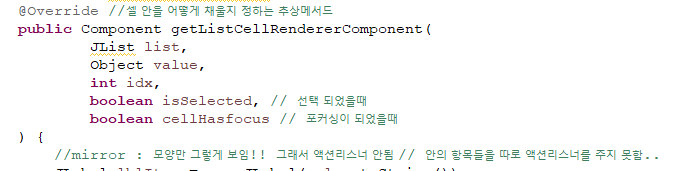 @Override //셀 안을 어떻게 채울지 정하는 추상메서드
public Component getListCellRendererComponent(
JList list,
Object value,
int idx,
boolean isSelected, // 선택 되었을때
boolean cellHasfocus // 포커싱이 되었을때
) {
//mirror : 모양만 그렇게 보임!! 그래서 액션리스너 안됨 // 안의 항목들을 따로 액션리스너를 주지 못함..